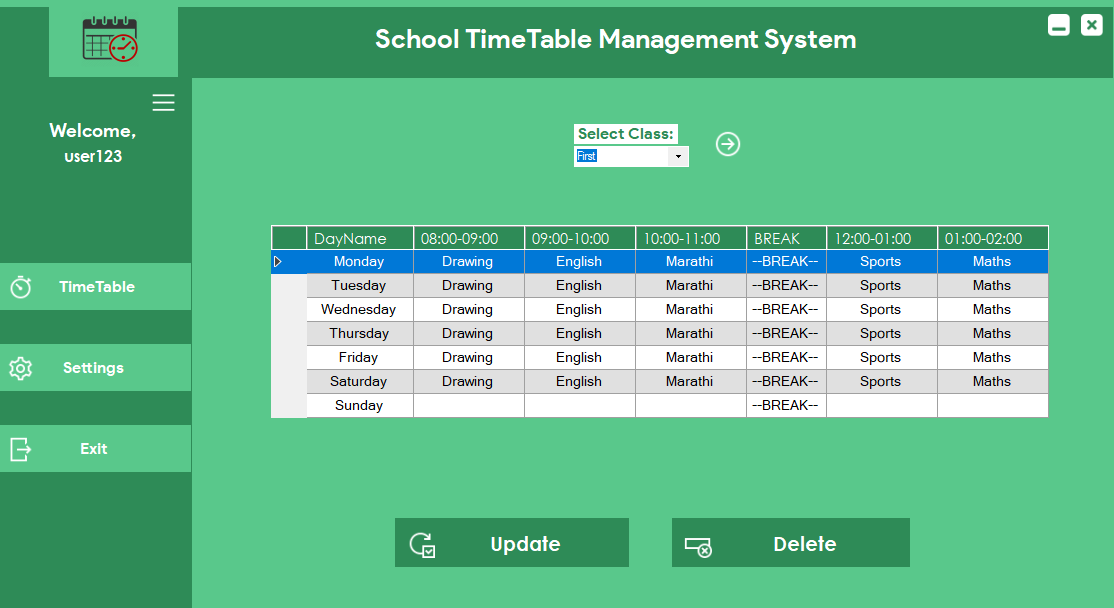 School TimeTable Management System
Welcome,
user123
Select Class:
First
DayName 08:00-09:00 09:00-10:00 10:00-11:00 BREAK 12:00-01:00 01:00-02:00
Monday Drawing English Marathi --BREAK-- Sports Maths
Tuesday Drawing English Marathi --BREAK-- Sports Maths
Wednesday Drawing English Marathi --BREAK-- Sports Maths
Thursday Drawing English Marathi --BREAK-- Sports Maths
Friday Drawing English Marathi --BREAK-- Sports Maths
Saturday Drawing English Marathi --BREAK-- Sports Maths
Sunday --BREAK--
TimeTable
Settings
Exit
Update Delete